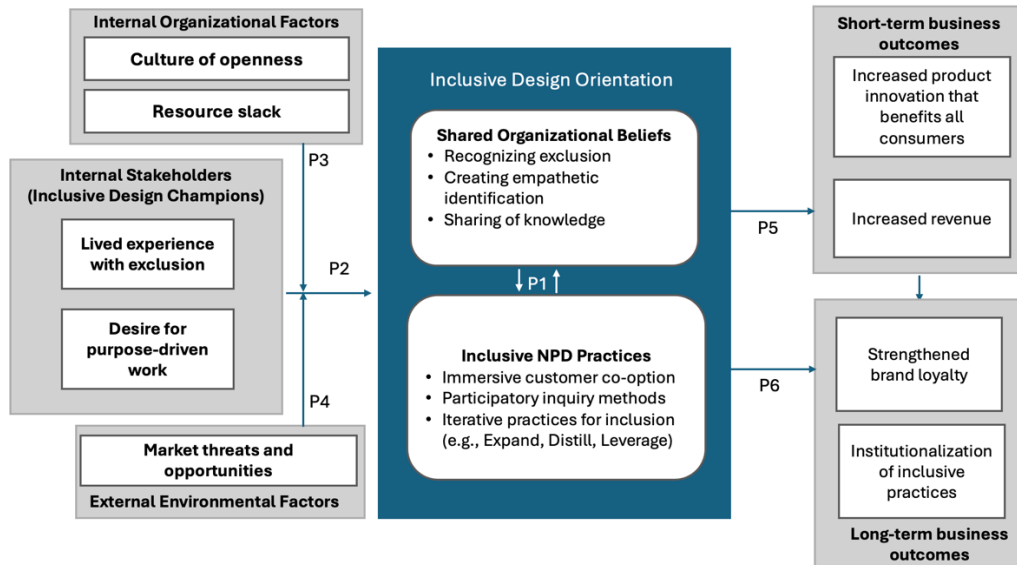 Internal Organizational Factors
Culture of openness
Resource slack
P3
Internal Stakeholders
(Inclusive Design Champions)
Lived experience
with exclusion
Desire for
purpose-driven
work
P2
P4
Market threats and
opportunities
External Environmental Factors
Inclusive Design Orientation
Shared Organizational Beliefs
• Recognizing exclusion
• Creating empathetic
identification
• Sharing of knowledge
P1
Inclusive NPD Practices
• Immersive customer co-option
• Participatory inquiry methods
• Iterative practices for inclusion
(e.g., Expand, Distill, Leverage)
P5
P6
Short-term business
outcomes
Increased product
innovation that
benefits all
consumers
Increased revenue
Strengthened
brand loyalty
Institutionalization
of inclusive
practices
Long-term business
outcomes